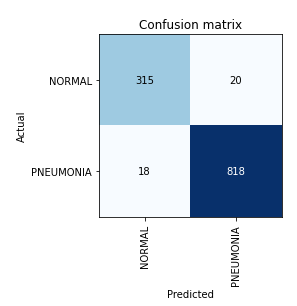 Confusion matrix
NORMAL 315 20
PNEUMONIA 18 818
Actual
NORMAL PNEUMONIA
Predicted